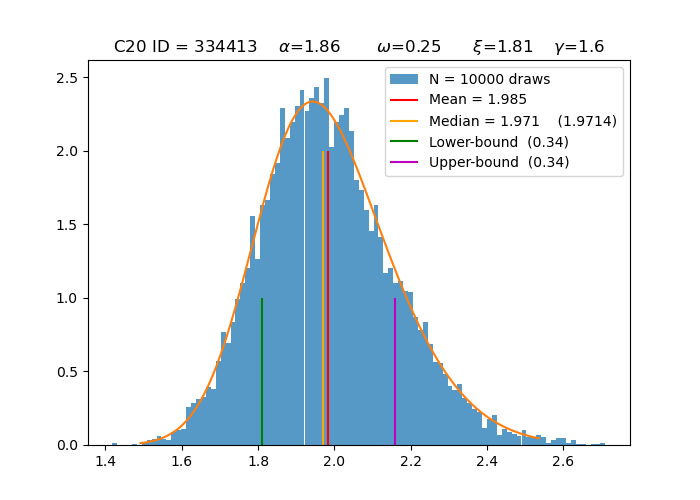 C20 ID = 334413 α=1.86 ω=0.25 ξ=1.81 γ=1.6
N = 10000 draws
Mean = 1.985
Median = 1.971 (1.9714)
Lower-bound (0.34)
Upper-bound (0.34)
2.5
2.0
1.5
1.0
0.5
0.0
1.4 1.6 1.8 2.0 2.2 2.4 2.6